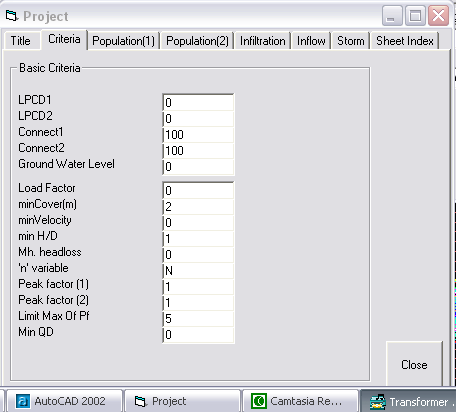 Project
Title Criteria Population(1) Population(2) Infiltration Inflow Storm Sheet Index
Basic Criteria
LPCD1 0
LPCD2 0
Connect1 100
Connect2 100
Ground Water Level 0
Load Factor 0
minCover(m) 2
minVelocity 0
min H/D 1
Mh. headloss 0
'n' variable N
Peak factor (1) 1
Peak factor (2) 1
Limit Max Of Pf 5
Min QD 0
Close
AutoCAD 2002 Project Camtasia Re... Transformer